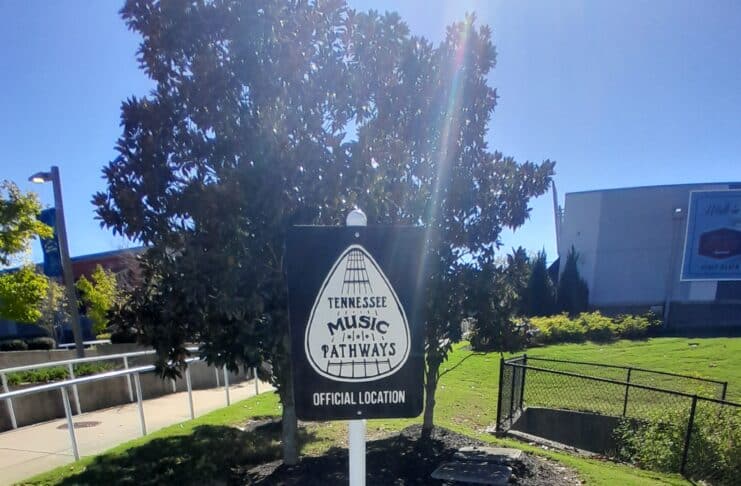 TENNESSEE
MUSIC
PATHWAYS
OFFICIAL LOCATION